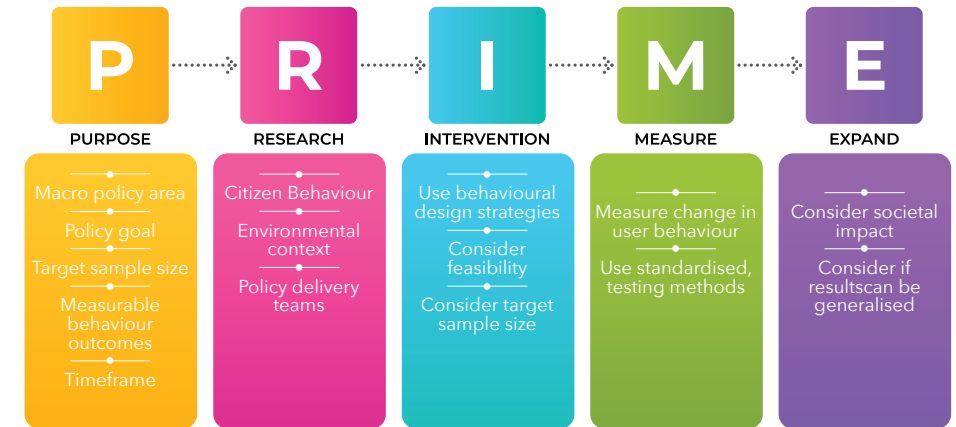 P
R
I
M
E
PURPOSE
RESEARCH
INTERVENTION
MEASURE
EXPAND
Macro policy area
Policy goal
Target sample size
Measurable
behaviour
outcomes
Timeframe
Citizen Behaviour
Environmental
context
Policy delivery
teams
Use behavioural
design strategies
Consider
feasibility
Consider target
sample size
Measure change in
user behaviour
Use standardised,
testing methods
Consider societal
impact
Consider if
resultscan be
generalised